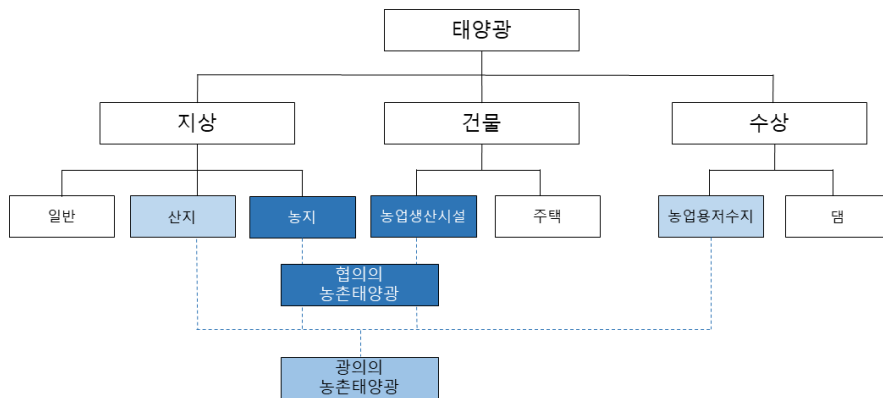 태양광
지상
건물
수상
일반
산지
농지
농업생산시설
주택
농업용저수지
댐
협의의
농촌태양광
광의의
농촌태양광